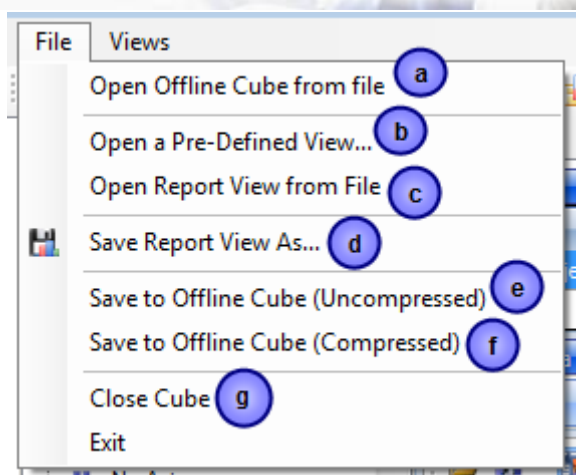 File Views
Open Offline Cube from file a
Open a Pre-Defined View... b
Open Report View from File c
Save Report View As... d
Save to Offline Cube (Uncompressed) e
Save to Offline Cube (Compressed) f
Close Cube g
Exit